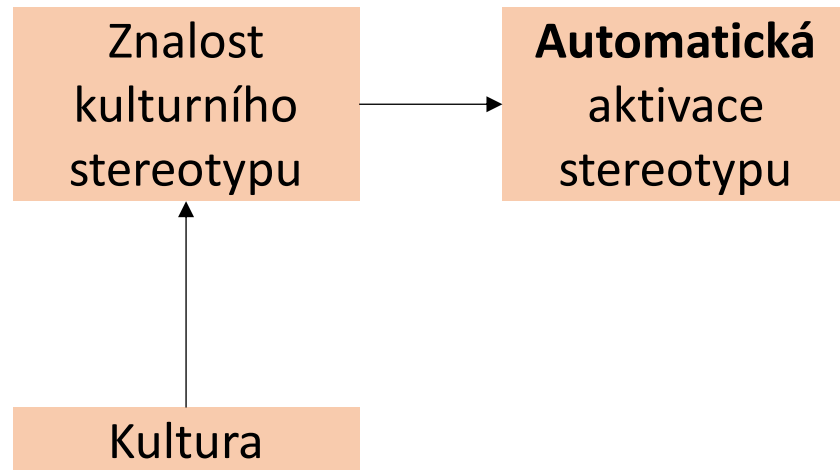 Znalost
kulturního
stereotypu
Automatická
aktivace
stereotypu
Kultura